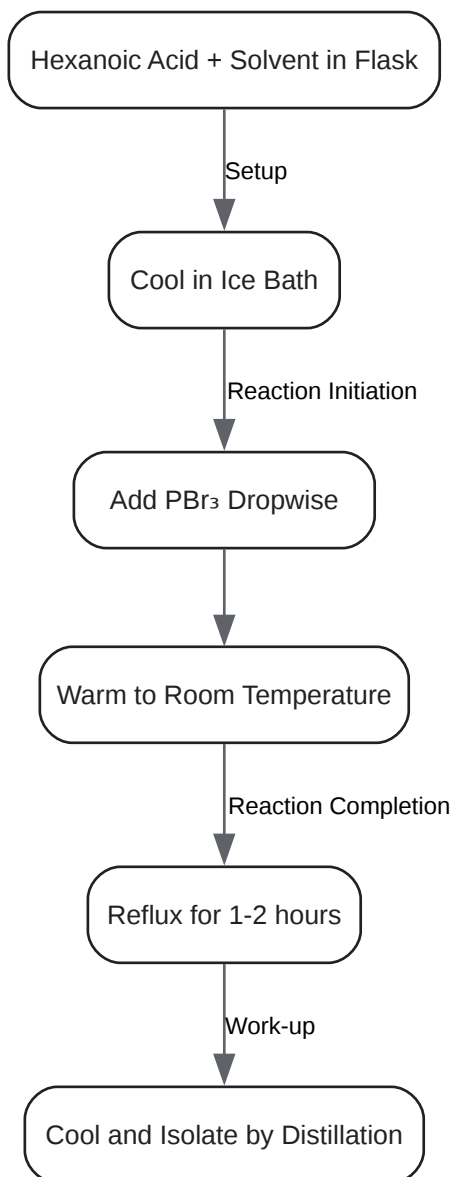 Hexanoic Acid + Solvent in Flask
Setup
Cool in Ice Bath
Reaction Initiation
Add PBr₃ Dropwise
Warm to Room Temperature
Reaction Completion
Reflux for 1-2 hours
Work-up
Cool and Isolate by Distillation